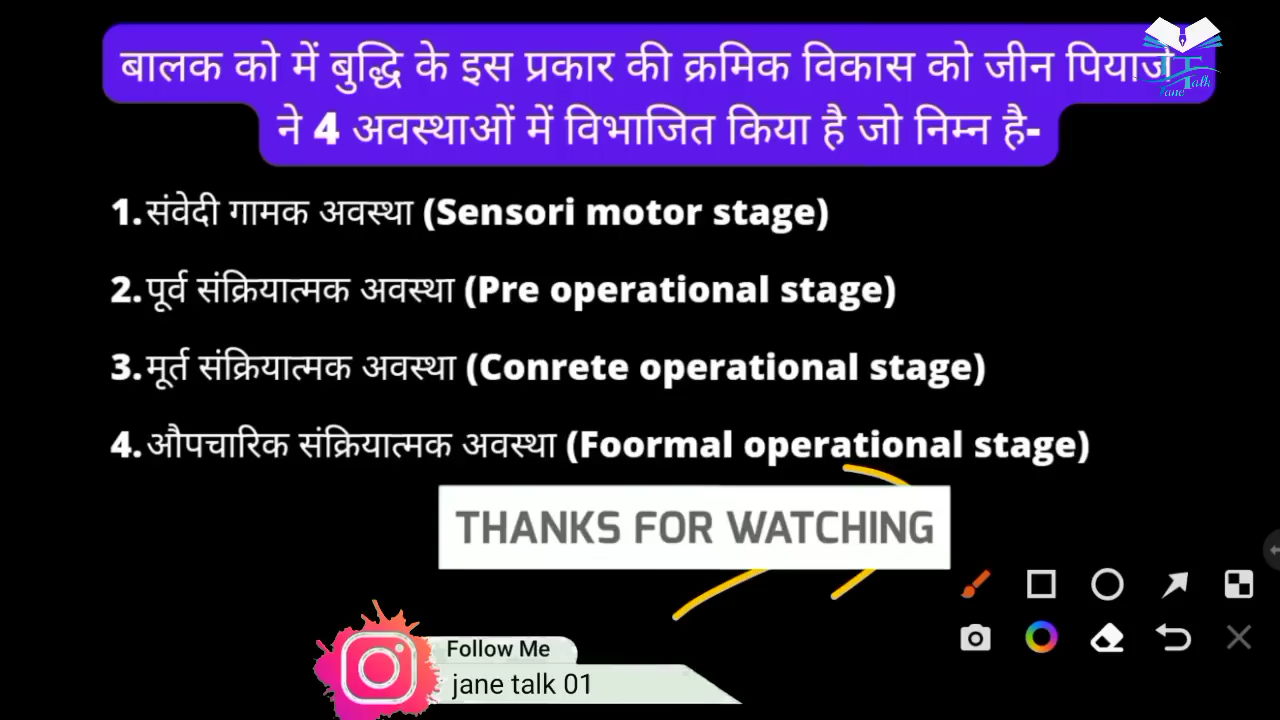 बालक को में बुद्धि के इस प्रकार की क्रमिक विकास को जीन पियाजे
ने 4 अवस्थाओं में विभाजित किया है जो निम्न है-
1. संवेदी गामक अवस्था (Sensori motor stage)
2. पूर्व संक्रियात्मक अवस्था (Pre operational stage)
3. मूर्त संक्रियात्मक अवस्था (Conrete operational stage)
4. औपचारिक संक्रियात्मक अवस्था (Foormal operational stage)
THANKS FOR WATCHING
Follow Me
jane talk 01